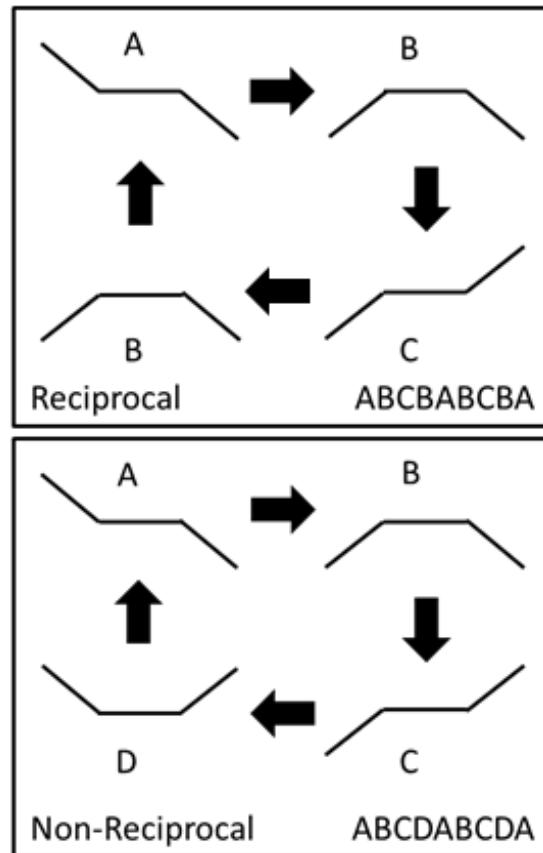 A B
B C
Reciprocal ABCBABCBA
A B
D C
Non-Reciprocal ABCDABCDA